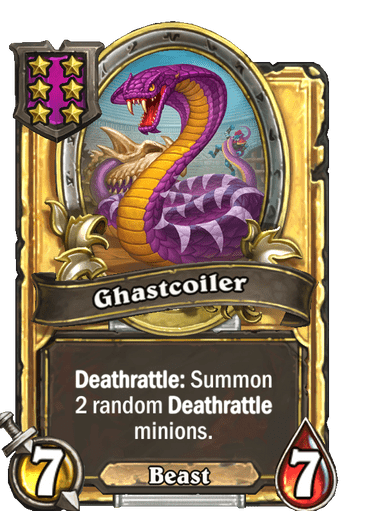 Ghastcoiler
Deathrattle: Summon
2 random Deathrattle
minions.
7
Beast
7